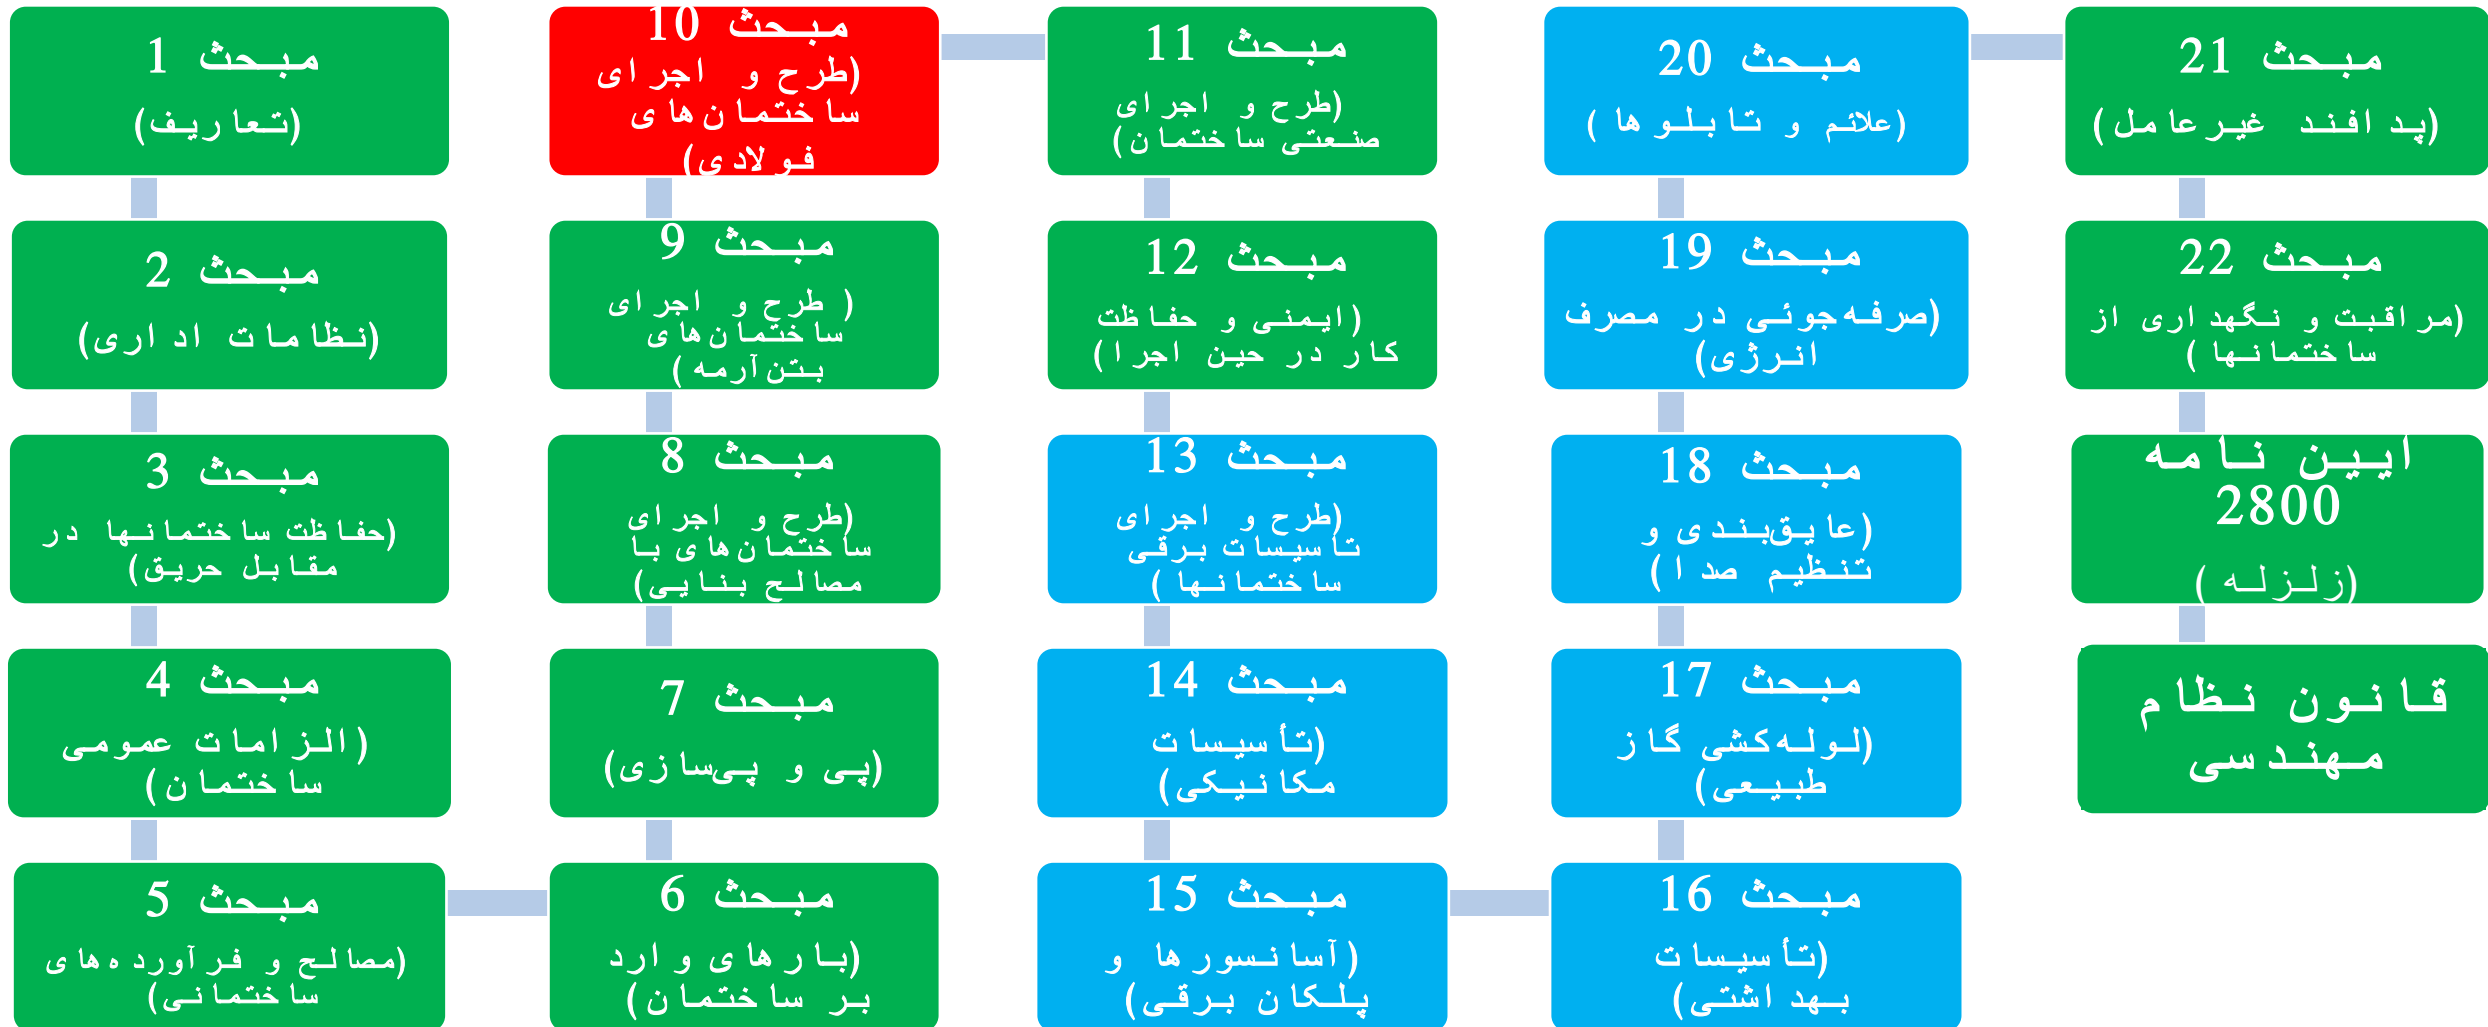 مبحث 1
(تعاریف)
مبحث 2
(نظامات اداری)
مبحث 3
(حفاظت ساختمانها در
مقابل حریق)
مبحث 4
(الزامات عمومی
ساختمان)
مبحث 5
(مصالح و فرآورده‌های
ساختمانی)
مبحث 6
(بارهای وارد
بر ساختمان)
مبحث 7
(پی و پی‌سازی)
مبحث 8
(طرح و اجرای
ساختمان‌های با
مصالح بنایی)
مبحث 9
( طرح و اجرای
ساختمان‌های
بتن‌آرمه)
مبحث 10
(طرح و اجرای
ساختمان‌های
فولادی)
مبحث 11
(طرح و اجرای
صنعتی ساختمان)
مبحث 12
(ایمنی و حفاظت
کار در حین اجرا)
مبحث 13
(طرح و اجرای
تاسیسات برقی
ساختمانها)
مبحث 14
(تأسیسات
مکانیکی)
مبحث 15
(آسانسورها و
پلکان برقی)
مبحث 16
(تأسیسات
بهداشتی)
مبحث 17
(لوله‌کشی گاز
طبیعی)
مبحث 18
(عایق‌بندی و
تنظیم صدا)
مبحث 19
(صرفه‌جوئی در مصرف
انرژی)
مبحث 20
(علائم و تابلوها)
مبحث 21
(پدافند غیرعامل)
مبحث 22
(مراقبت و نگهداری از
ساختمانها)
ایین نامه
2800
(زلزله)
قانون نظام
مهندسی